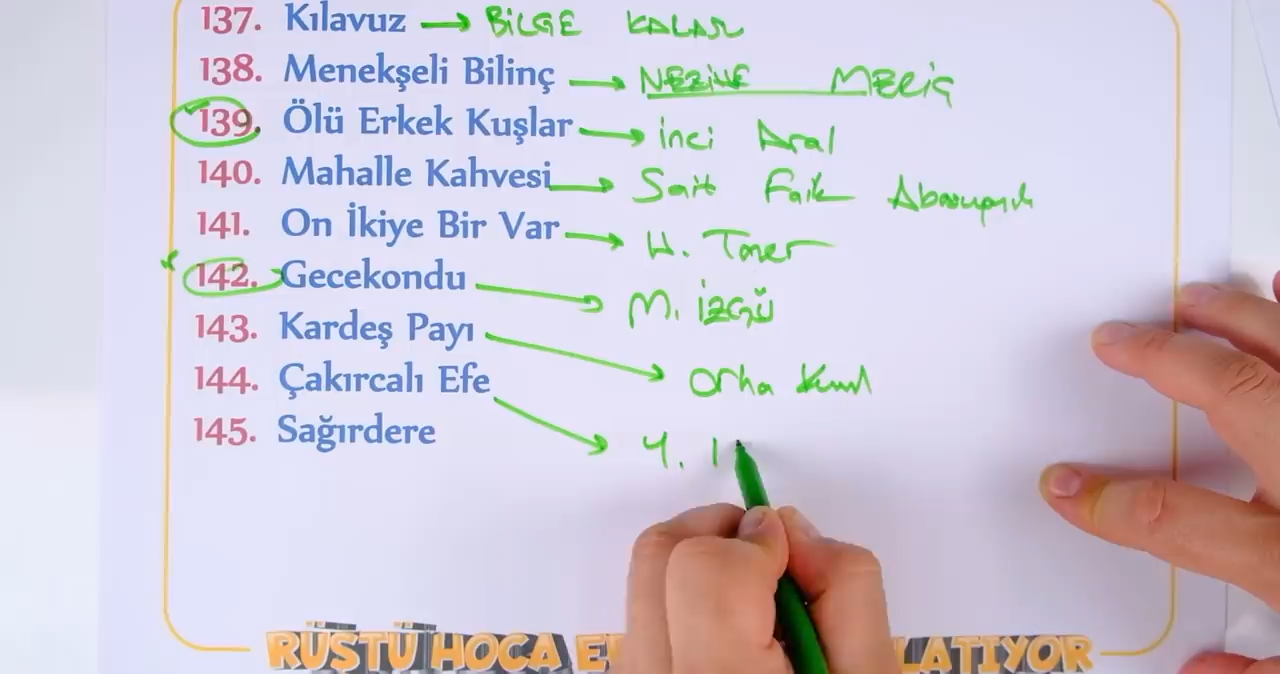 137. Kılavuz → BİLGE KARASU
138. Menekşeli Bilinç → NEZİHE MERİÇ
139. Ölü Erkek Kuşlar → İnci Aral
140. Mahalle Kahvesi → Sait Faik Abasıyanık
141. On İkiye Bir Var → H. Taner
142. Gecekondu → M. İZGÜ
143. Kardeş Payı → Orha Kemal
144. Çakırcalı Efe → Y.
145. Sağırdere
RÜŞTÜ HOCA